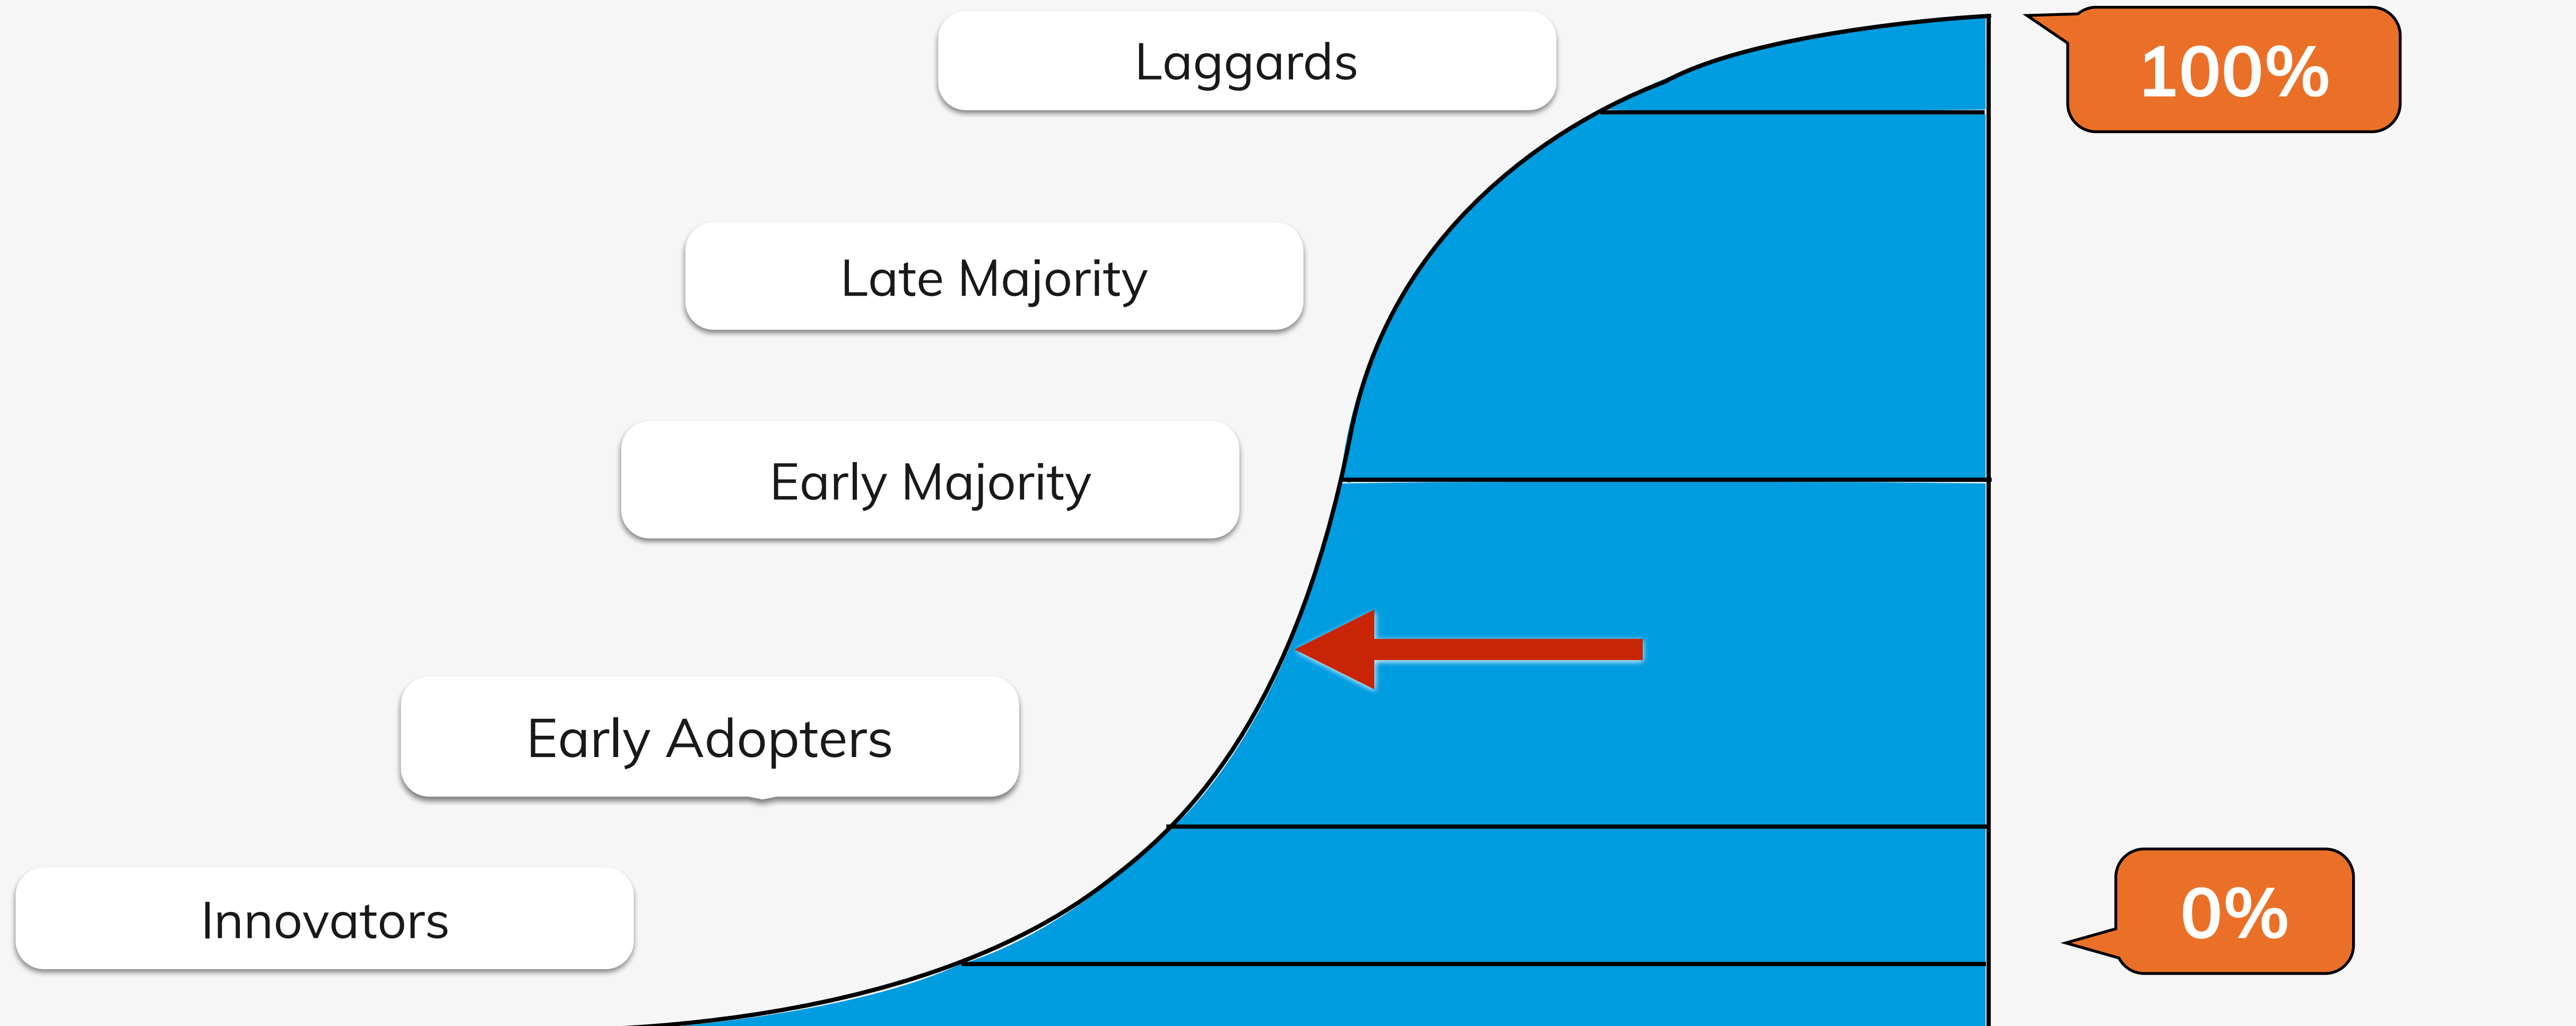 Laggards
100%
Late Majority
Early Majority
Early Adopters
Innovators
0%